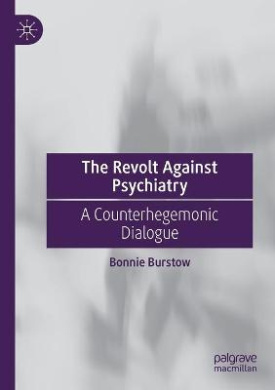 The Revolt Against
Psychiatry
A Counterhegemonic
Dialogue
Bonnie Burstow
palgrave
macmillan